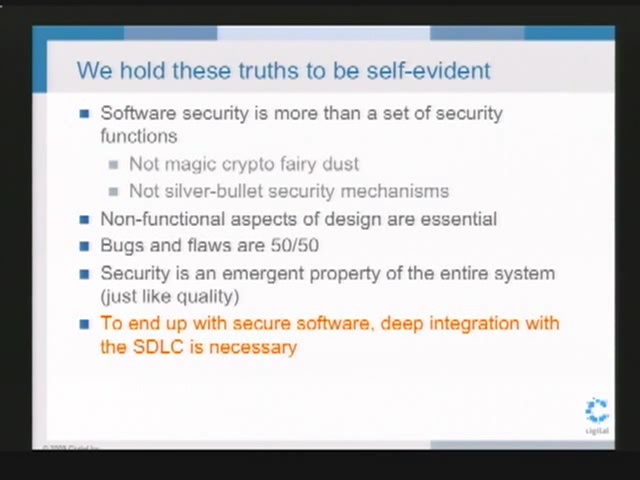 We hold these truths to be self-evident
Software security is more than a set of security
functions
Not magic crypto fairy dust
Not silver-bullet security mechanisms
Non-functional aspects of design are essential
Bugs and flaws are 50/50
Security is an emergent property of the entire system
(just like quality)
To end up with secure software, deep integration with
the SDLC is necessary
cigital